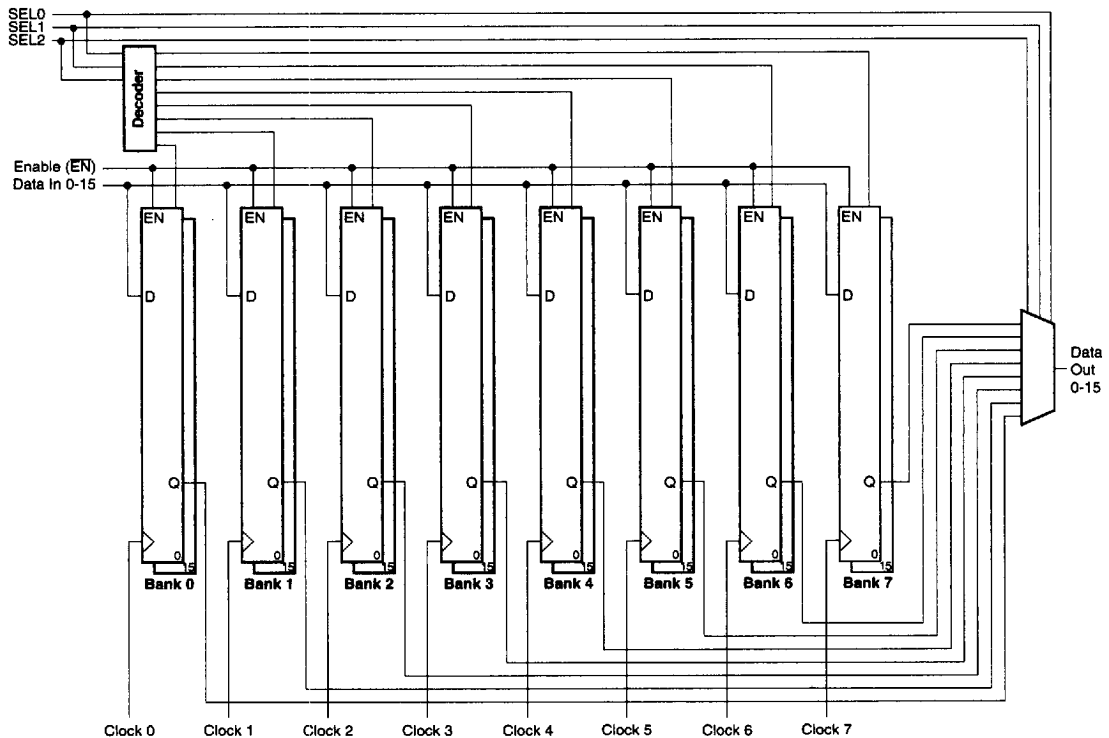 SEL0
SEL1
SEL2
Decoder
Enable (E̅N̅)
Data In 0-15
EN EN EN EN EN EN EN EN
D D D D D D D D
Data
Out
0-15
Q Q Q Q Q Q Q Q
0 0 0 0 0 0 0 0
15 15 15 15 15 15 15 15
Bank 0 Bank 1 Bank 2 Bank 3 Bank 4 Bank 5 Bank 6 Bank 7
Clock 0 Clock 1 Clock 2 Clock 3 Clock 4 Clock 5 Clock 6 Clock 7